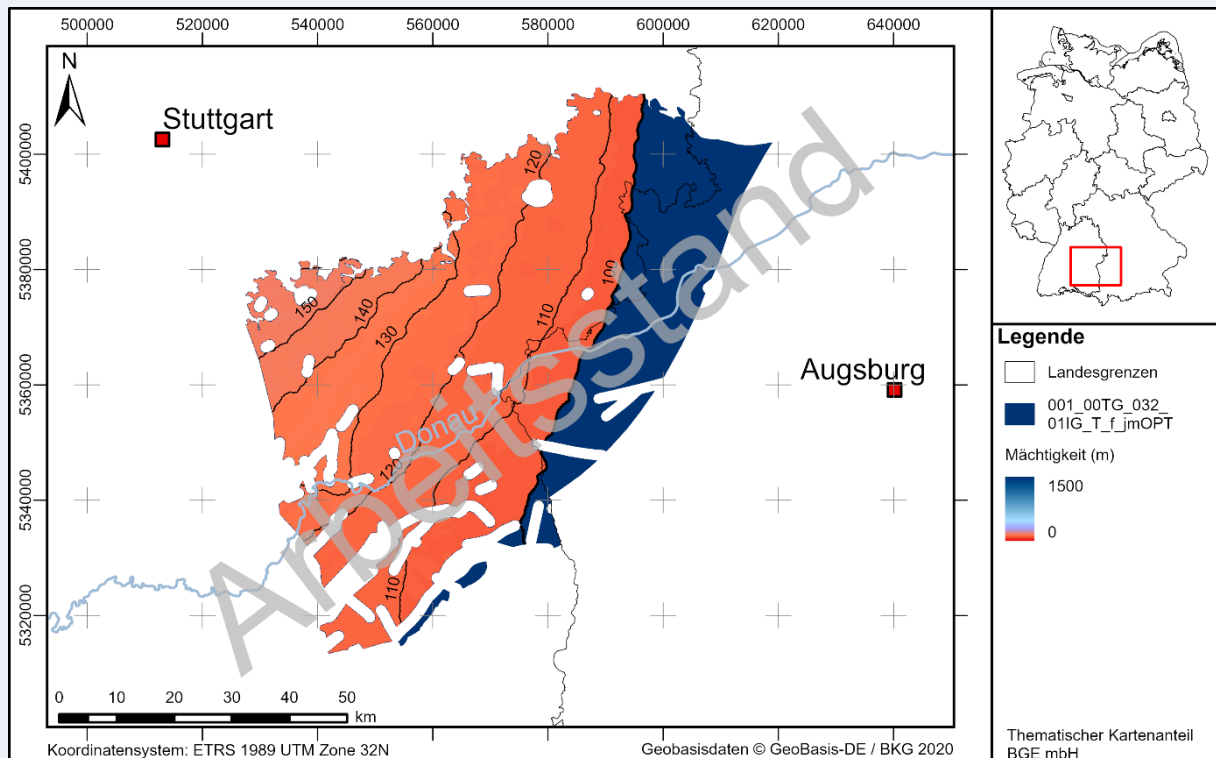 500000 520000 540000 560000 580000 600000 620000 640000
N
Stuttgart
5400000
5380000
5360000
5340000
5320000
120
100
150
140
110
130
Augsburg
Donau
120
110
Arbeitsstand
0 10 20 30 40 50
km
Koordinatensystem: ETRS 1989 UTM Zone 32N
Geobasisdaten © GeoBasis-DE / BKG 2020
Legende
Landesgrenzen
001_00TG_032_
01IG_T_f_jmOPT
Mächtigkeit (m)
1500
0
Thematischer Kartenanteil
BGE mbH